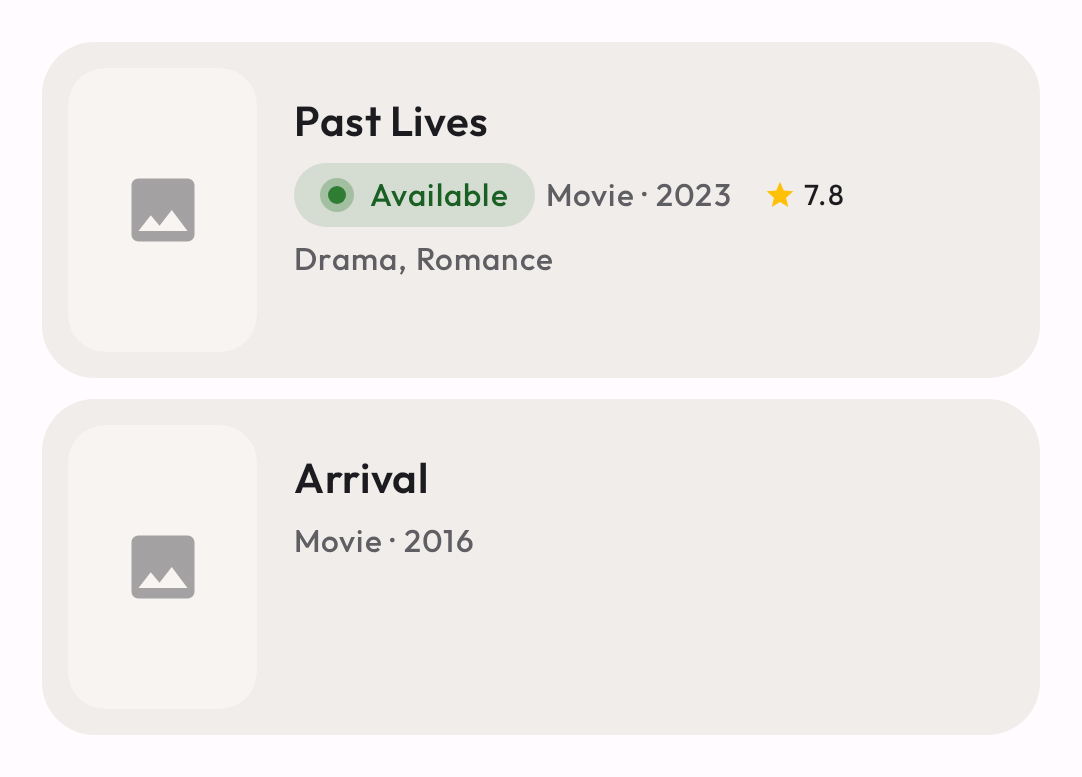 Past Lives
Available Movie · 2023 7.8
Drama, Romance
Arrival
Movie · 2016